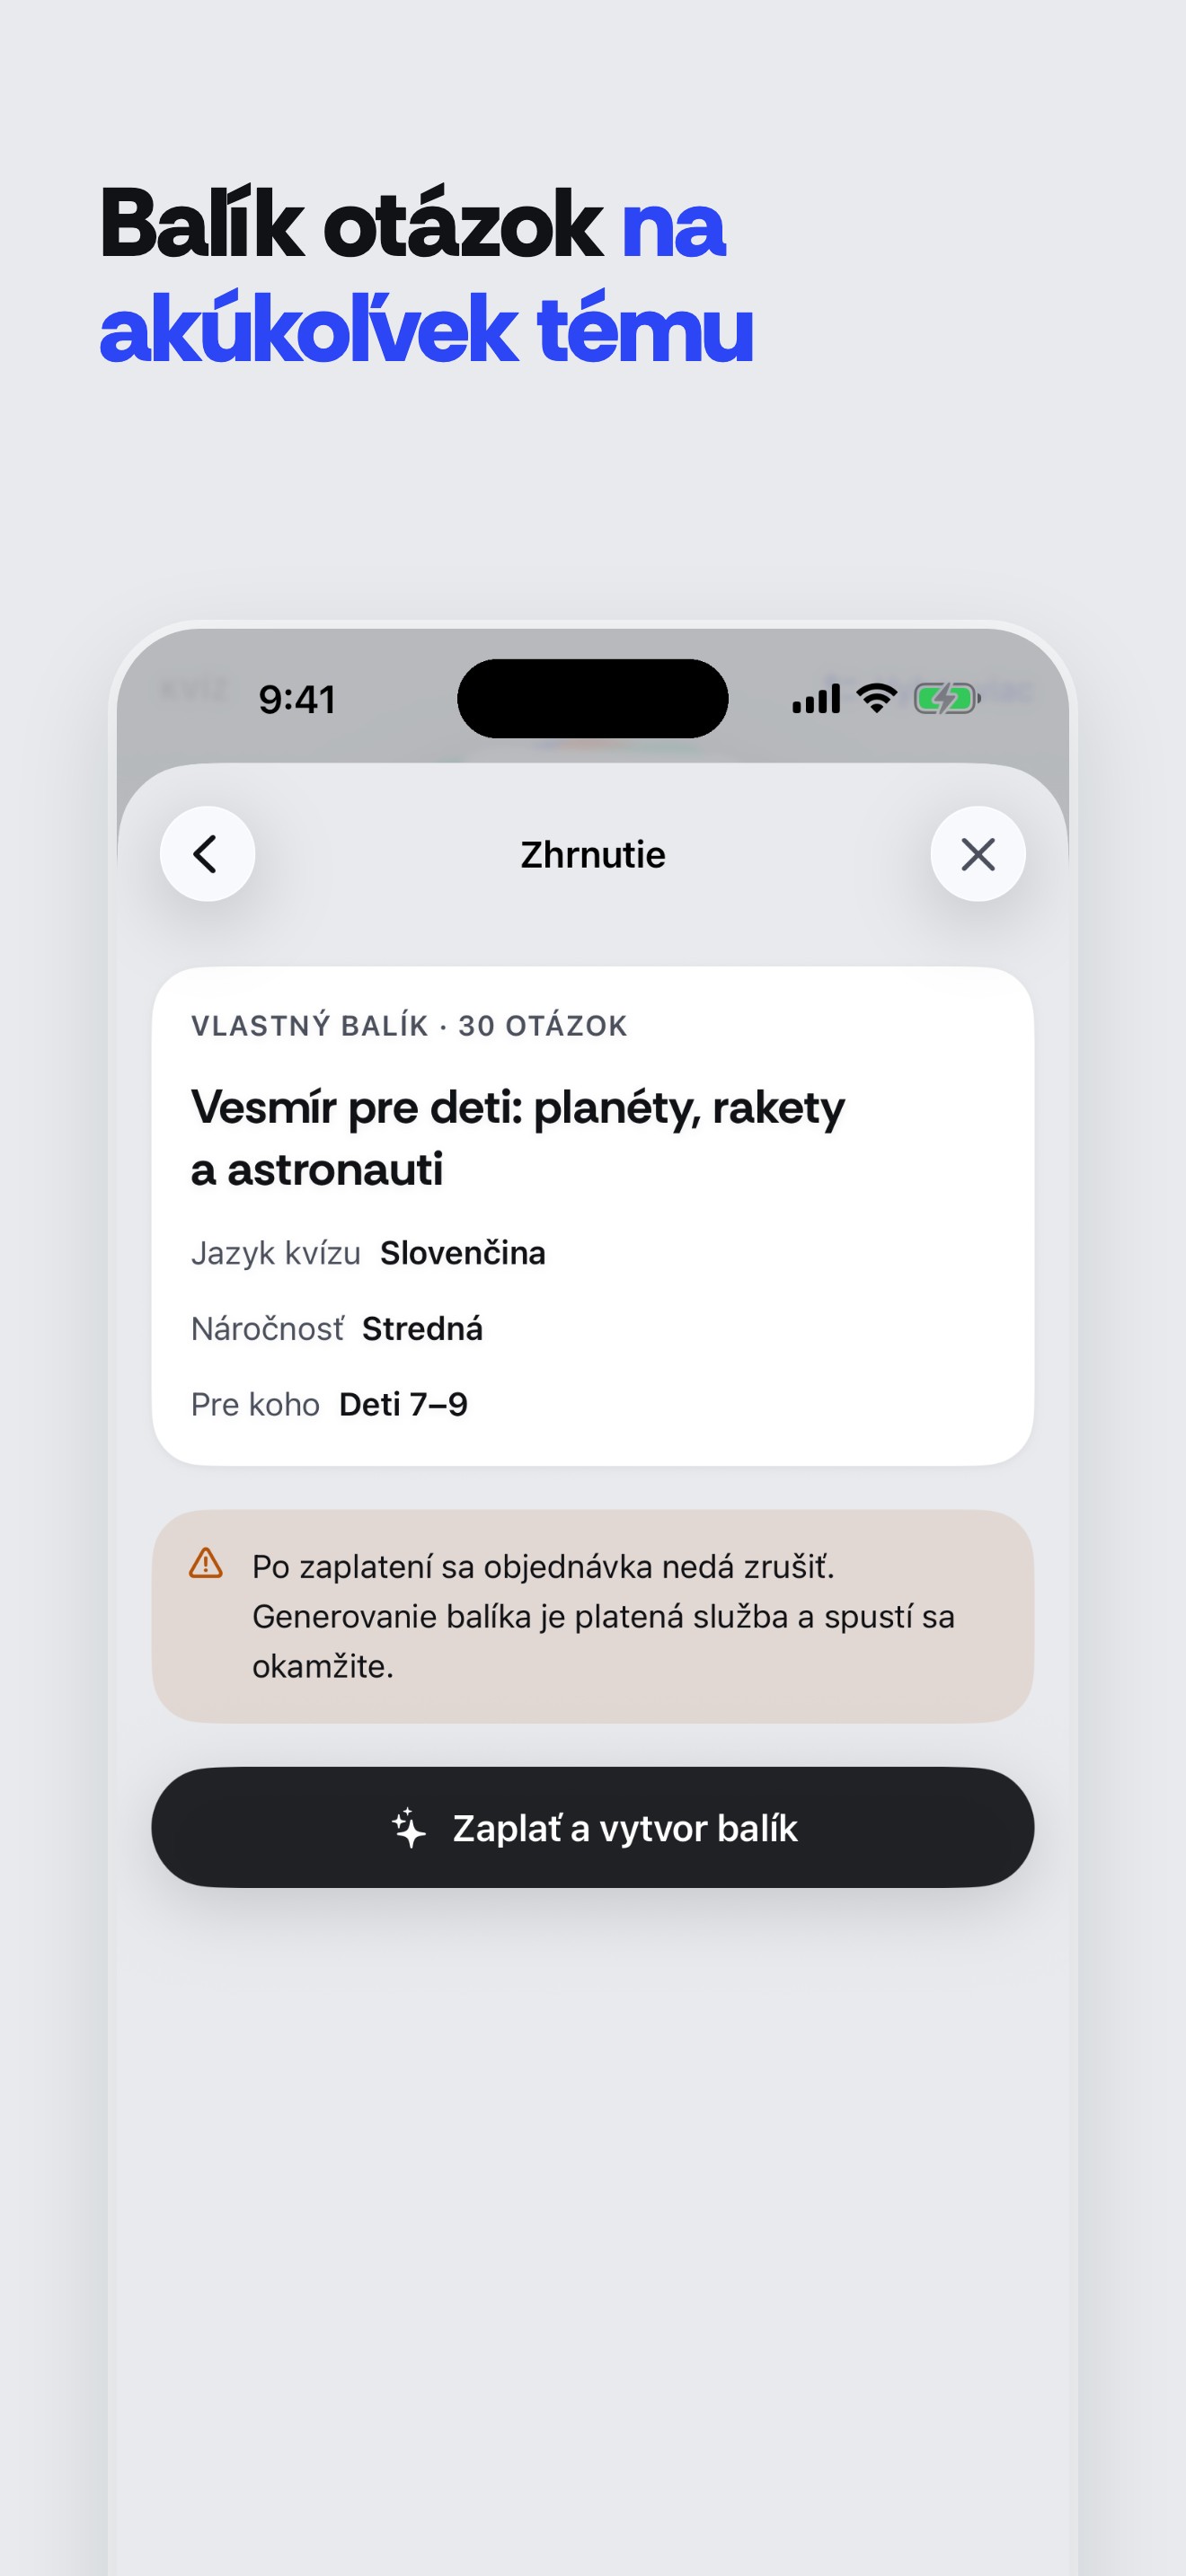 Balík otázok na
akúkoľvek tému
KVÍZ
9:41
Zhrnutie
VLASTNÝ BALÍK · 30 OTÁZOK
Vesmír pre deti: planéty, rakety
a astronauti
Jazyk kvízu Slovenčina
Náročnosť Stredná
Pre koho Deti 7–9
Po zaplatení sa objednávka nedá zrušiť.
Generovanie balíka je platená služba a spustí sa
okamžite.
Zaplať a vytvor balík